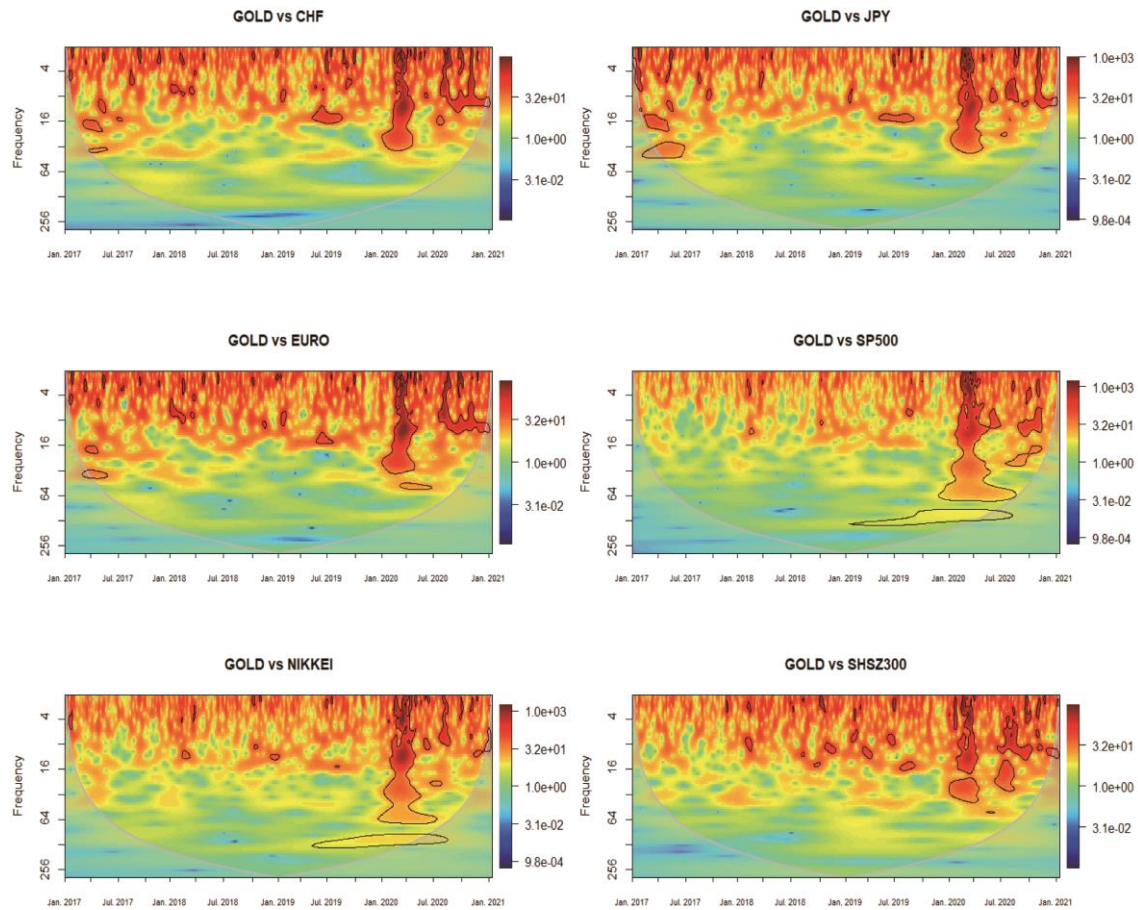 GOLD vs CHF
Frequency
4
16
64
256
3.2e+01
1.0e+00
3.1e-02
Jan. 2017 Jul. 2017 Jan. 2018 Jul. 2018 Jan. 2019 Jul. 2019 Jan. 2020 Jul. 2020 Jan. 2021
GOLD vs JPY
Frequency
4
16
64
256
1.0e+03
3.2e+01
1.0e+00
3.1e-02
9.8e-04
Jan. 2017 Jul. 2017 Jan. 2018 Jul. 2018 Jan. 2019 Jul. 2019 Jan. 2020 Jul. 2020 Jan. 2021
GOLD vs EURO
Frequency
4
16
64
256
3.2e+01
1.0e+00
3.1e-02
Jan. 2017 Jul. 2017 Jan. 2018 Jul. 2018 Jan. 2019 Jul. 2019 Jan. 2020 Jul. 2020 Jan. 2021
GOLD vs SP500
Frequency
4
16
64
256
1.0e+03
3.2e+01
1.0e+00
3.1e-02
9.8e-04
Jan. 2017 Jul. 2017 Jan. 2018 Jul. 2018 Jan. 2019 Jul. 2019 Jan. 2020 Jul. 2020 Jan. 2021
GOLD vs NIKKEI
Frequency
4
16
64
256
1.0e+03
3.2e+01
1.0e+00
3.1e-02
9.8e-04
Jan. 2017 Jul. 2017 Jan. 2018 Jul. 2018 Jan. 2019 Jul. 2019 Jan. 2020 Jul. 2020 Jan. 2021
GOLD vs SHSZ300
Frequency
4
16
64
256
3.2e+01
1.0e+00
3.1e-02
Jan. 2017 Jul. 2017 Jan. 2018 Jul. 2018 Jan. 2019 Jul. 2019 Jan. 2020 Jul. 2020 Jan. 2021